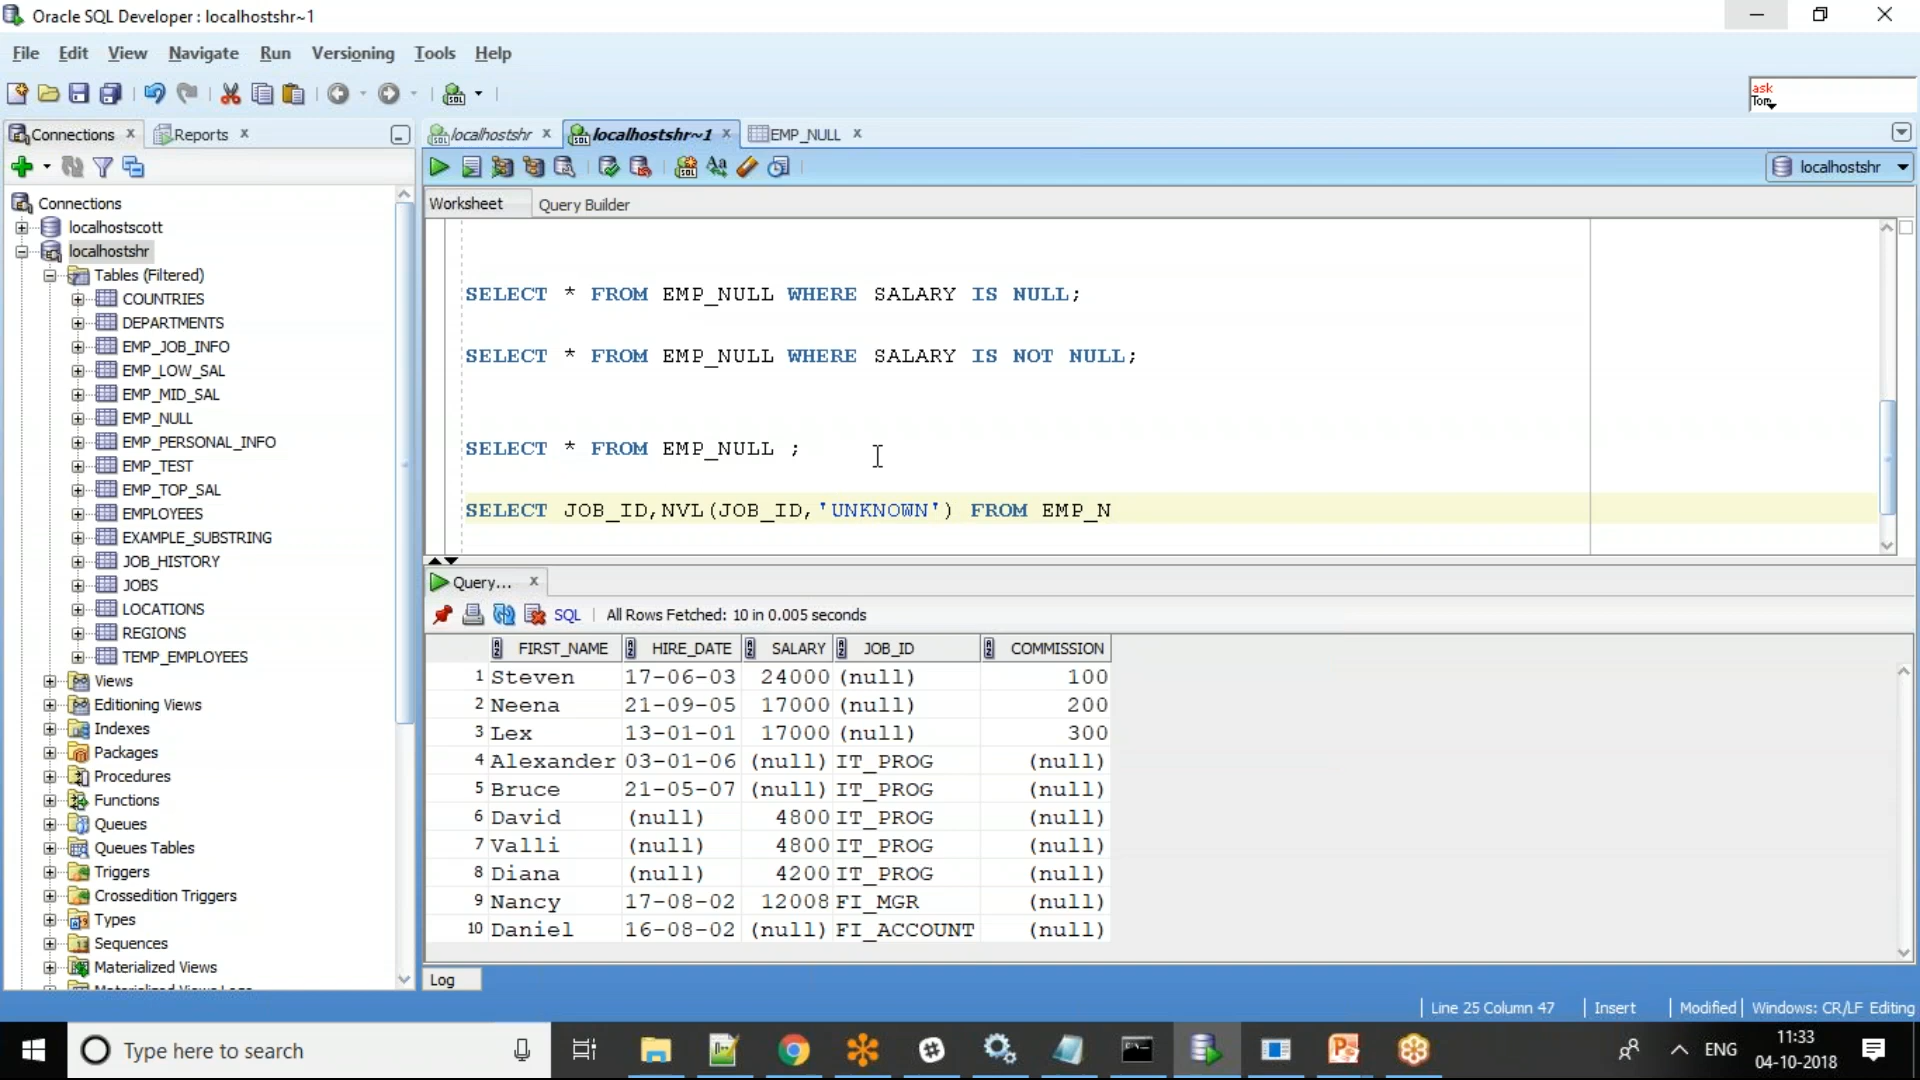 Oracle SQL Developer : localhostshr~1
File Edit View Navigate Run Versioning Tools Help
ask
Tom
Connections x Reports x
localhostshr x localhostshr~1 x EMP_NULL x
localhostshr
Worksheet Query Builder
Connections
localhostscott
localhostshr
Tables (Filtered)
COUNTRIES
DEPARTMENTS
EMP_JOB_INFO
EMP_LOW_SAL
EMP_MID_SAL
EMP_NULL
EMP_PERSONAL_INFO
EMP_TEST
EMP_TOP_SAL
EMPLOYEES
EXAMPLE_SUBSTRING
JOB_HISTORY
JOBS
LOCATIONS
REGIONS
TEMP_EMPLOYEES
Views
Editioning Views
Indexes
Packages
Procedures
Functions
Queues
Queues Tables
Triggers
Crossedition Triggers
Types
Sequences
Materialized Views
SELECT * FROM EMP_NULL WHERE SALARY IS NULL;
SELECT * FROM EMP_NULL WHERE SALARY IS NOT NULL;
SELECT * FROM EMP_NULL ;
SELECT JOB_ID,NVL(JOB_ID,'UNKNOWN') FROM EMP_N
Query... x
SQL | All Rows Fetched: 10 in 0.005 seconds
FIRST_NAME HIRE_DATE SALARY JOB_ID COMMISSION
1 Steven 17-06-03 24000 (null) 100
2 Neena 21-09-05 17000 (null) 200
3 Lex 13-01-01 17000 (null) 300
4 Alexander 03-01-06 (null) IT_PROG (null)
5 Bruce 21-05-07 (null) IT_PROG (null)
6 David (null) 4800 IT_PROG (null)
7 Valli (null) 4800 IT_PROG (null)
8 Diana (null) 4200 IT_PROG (null)
9 Nancy 17-08-02 12008 FI_MGR (null)
10 Daniel 16-08-02 (null) FI_ACCOUNT (null)
Log
Line 25 Column 47 | Insert | Modified | Windows: CR/LF Editing
Type here to search
ENG
11:33
04-10-2018